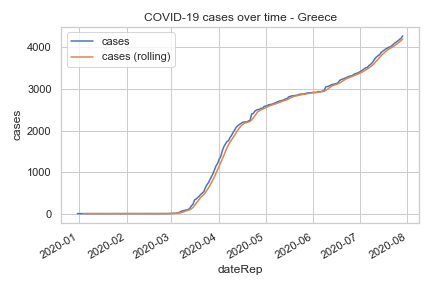 COVID-19 cases over time - Greece
cases
cases (rolling)
cases
4000
3000
2000
1000
0
2020-01
2020-02
2020-03
2020-04
2020-05
2020-06
2020-07
2020-08
dateRep